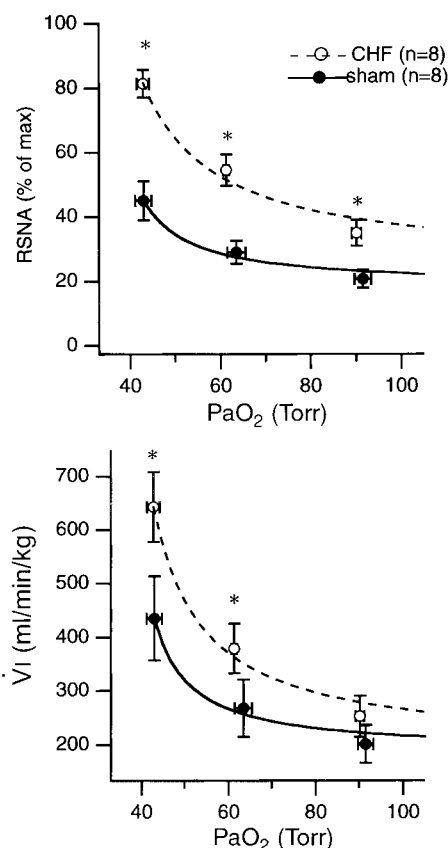 100
80
60
40
20
0
RSNA (% of max)
*
*
*
CHF (n=8)
sham (n=8)
40 60 80 100
PaO2 (Torr)
700
600
500
400
300
200
V̇I (ml/min/kg)
*
*
40 60 80 100
PaO2 (Torr)